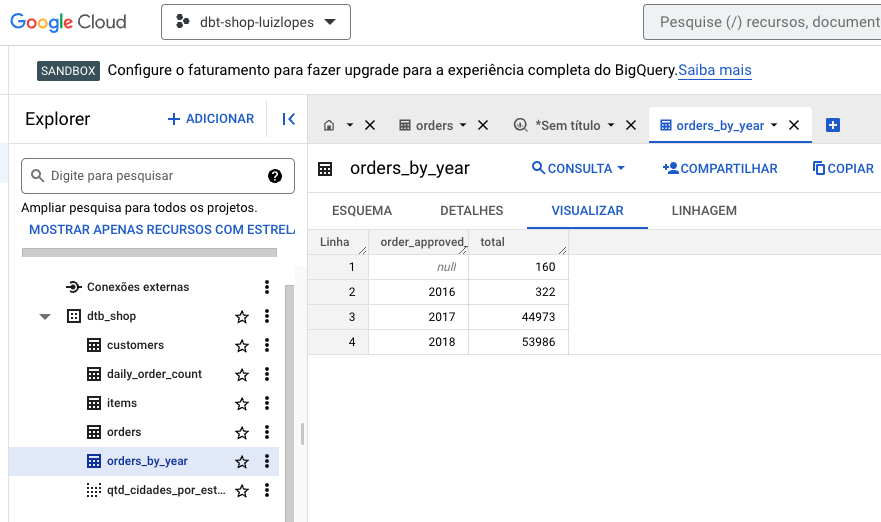 Google Cloud
dbt-shop-luizlopes
Pesquise (/) recursos, document
SANDBOX Configure o faturamento para fazer upgrade para a experiência completa do BigQuery. Saiba mais
Explorer
+ ADICIONAR
orders
*Sem título
orders_by_year
Digite para pesquisar
Ampliar pesquisa para todos os projetos.
MOSTRAR APENAS RECURSOS COM ESTRELA
Conexões externas
dtb_shop
customers
daily_order_count
items
orders
orders_by_year
qtd_cidades_por_est...
orders_by_year
CONSULTA
COMPARTILHAR
COPIAR
ESQUEMA DETALHES VISUALIZAR LINHAGEM
Linha order_approved_ total
1 null 160
2 2016 322
3 2017 44973
4 2018 53986